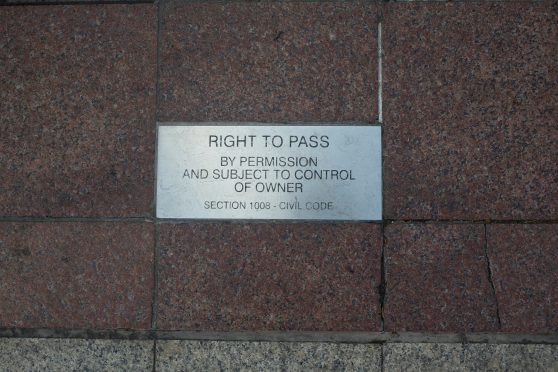 RIGHT TO PASS
BY PERMISSION
AND SUBJECT TO CONTROL
OF OWNER
SECTION 1008 - CIVIL CODE